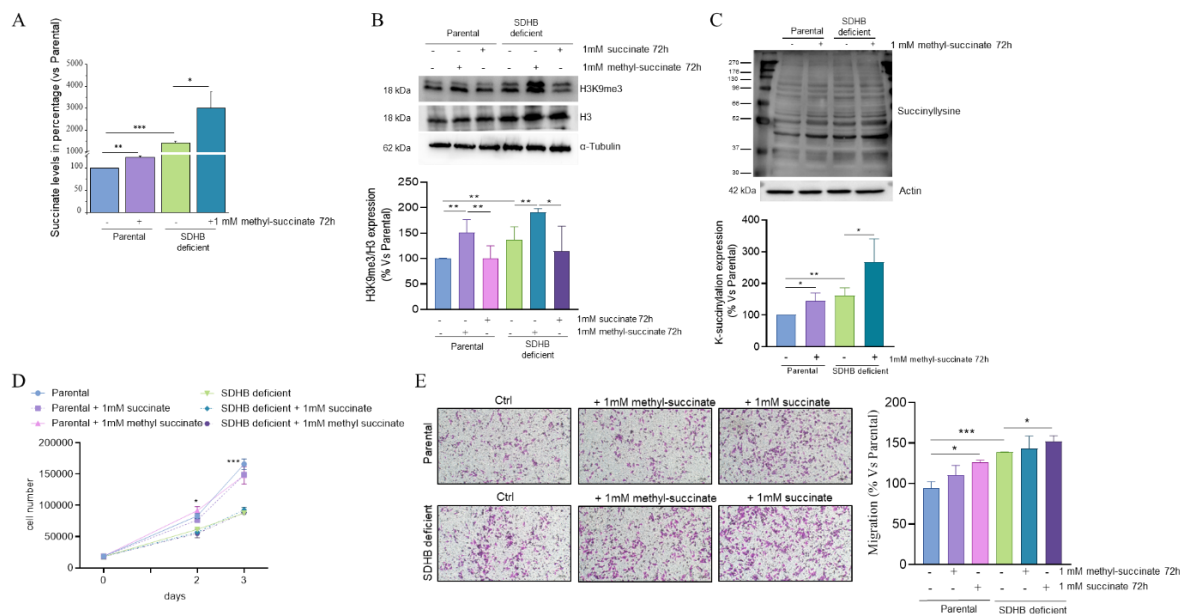 A
Succinate levels in percentage (vs Parental)
5000
4000
3000
2000
1000
100
50
0
**
***
*
- + - + 1 mM methyl-succinate 72h
Parental
SDHB
deficient
B
Parental
SDHB
deficient
- - + - - + 1mM succinate 72h
- + - - + - 1mM methyl-succinate 72h
18 kDa
H3K9me3
18 kDa
H3
62 kDa
α-Tubulin
H3K9me3/H3 expression
(% Vs Parental)
200
150
100
50
0
**
** ** ** *
- - + - - + 1mM succinate 72h
- + - - + - 1mM methyl-succinate 72h
Parental
SDHB
deficient
C
Parental
SDHB
deficient
- + - + 1 mM methyl-succinate 72h
270
176
130
98
66
52
37
30
Succinyllysine
42 kDa
Actin
K-succinylation expression
(% Vs Parental)
400
300
200
100
0
*
**
*
- + - + 1mM methyl-succinate 72h
Parental
SDHB deficient
D
Parental
Parental + 1mM succinate
Parental + 1mM methyl succinate
SDHB deficient
SDHB deficient + 1mM succinate
SDHB deficient + 1mM methyl succinate
cell number
200000
150000
100000
50000
0
*
***
0 2 3
days
E
Ctrl
+ 1mM methyl-succinate
+ 1mM succinate
Parental
Ctrl
+ 1mM methyl-succinate
+ 1mM succinate
SDHB deficient
Migration (% Vs Parental)
200
150
100
50
0
***
*
*
- + - - + - 1 mM methyl-succinate 72h
- - + - - + 1 mM succinate 72h
Parental
SDHB deficient